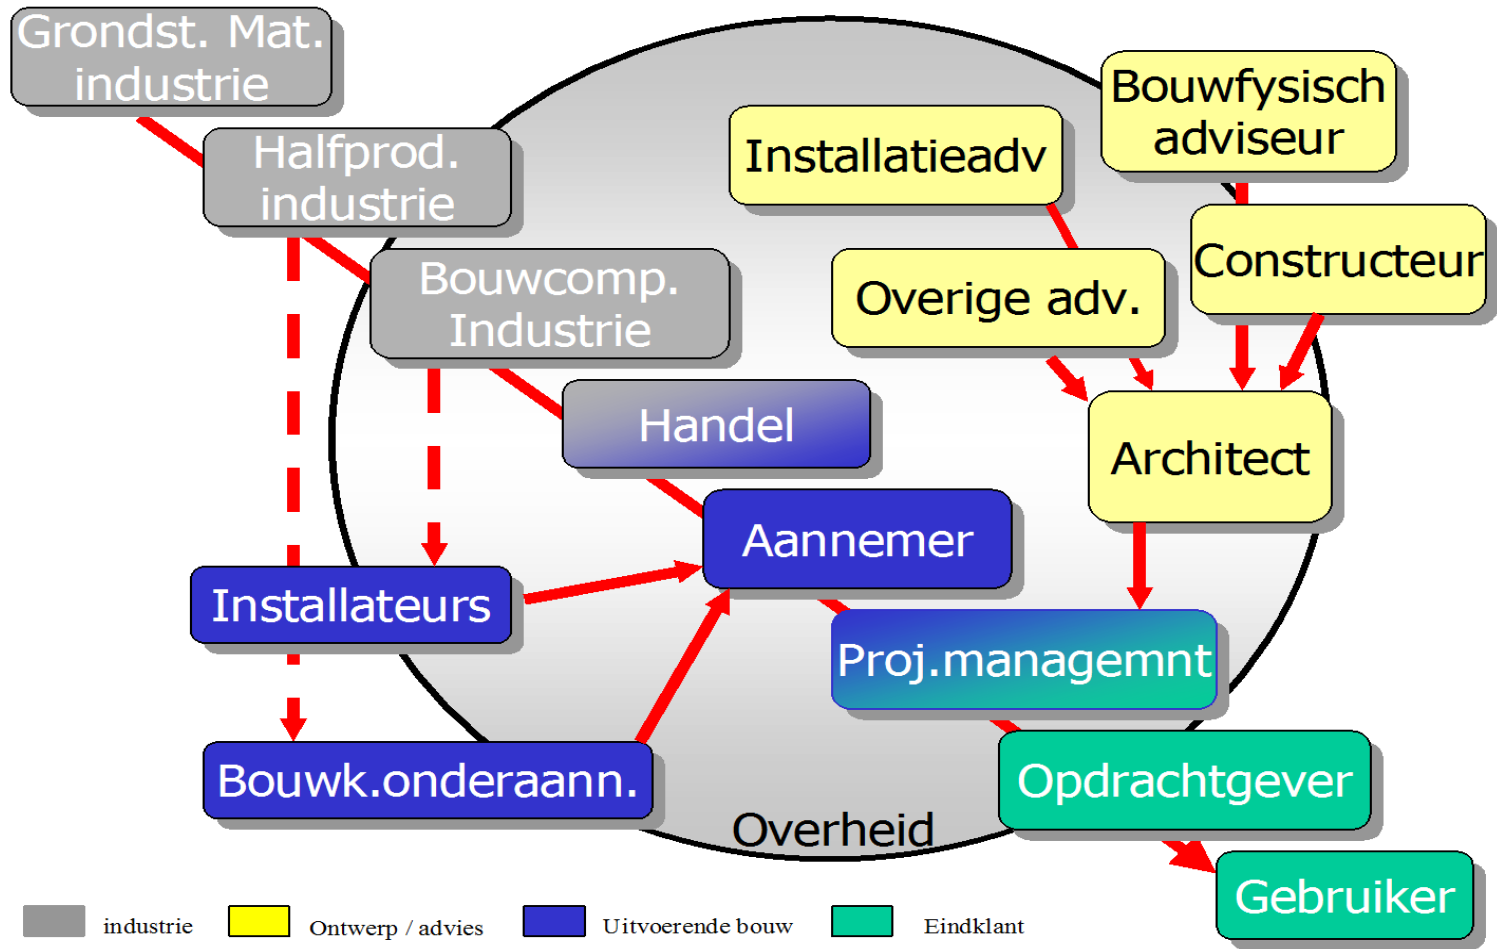 Grondst. Mat.
industrie
Halfprod.
industrie
Bouwcomp.
Industrie
Handel
Aannemer
Installateurs
Bouwk.onderaann.
Installatieadv
Bouwfysisch
adviseur
Overige adv.
Constructeur
Architect
Proj.managemnt
Opdrachtgever
Gebruiker
Overheid
industrie
Ontwerp / advies
Uitvoerende bouw
Eindklant